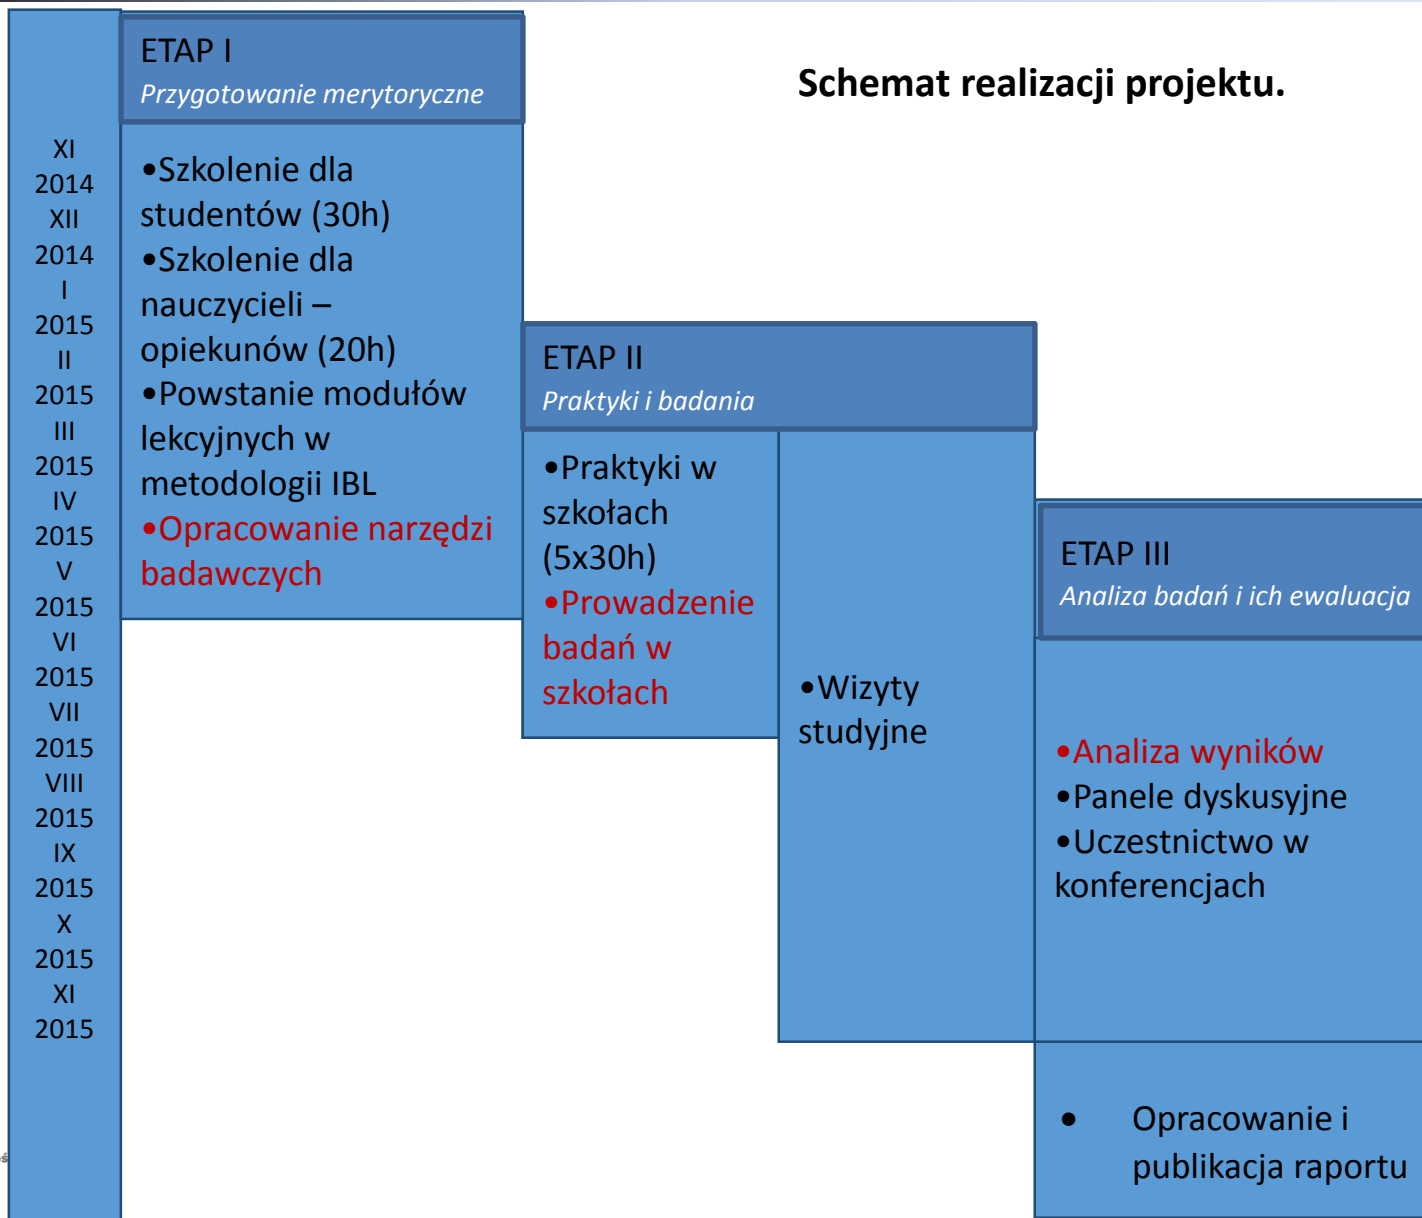 Schemat realizacji projektu.
XI
2014
XII
2014
I
2015
II
2015
III
2015
IV
2015
V
2015
VI
2015
VII
2015
VIII
2015
IX
2015
X
2015
XI
2015
ETAP I
Przygotowanie merytoryczne
•Szkolenie dla
studentów (30h)
•Szkolenie dla
nauczycieli –
opiekunów (20h)
•Powstanie modułów
lekcyjnych w
metodologii IBL
•Opracowanie narzędzi
badawczych
ETAP II
Praktyki i badania
•Praktyki w
szkołach
(5x30h)
•Prowadzenie
badań w
szkołach
•Wizyty
studyjne
ETAP III
Analiza badań i ich ewaluacja
•Analiza wyników
•Panele dyskusyjne
•Uczestnictwo w
konferencjach
• Opracowanie i
publikacja raportu